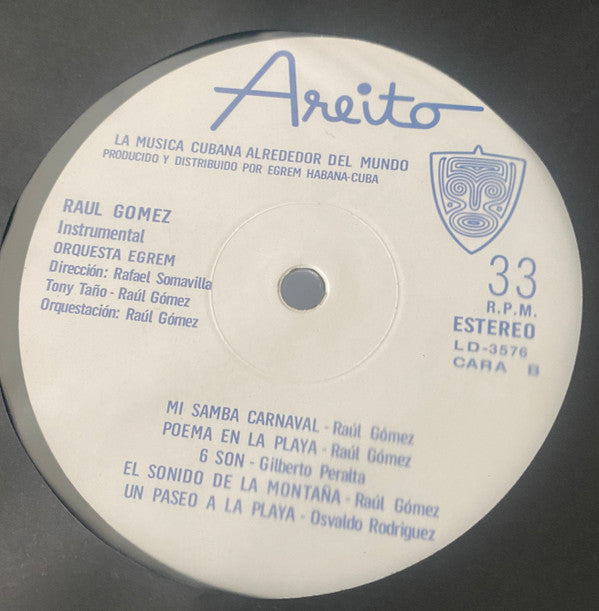 Areito
LA MUSICA CUBANA ALREDEDOR DEL MUNDO
PRODUCIDO Y DISTRIBUIDO POR EGREM HABANA-CUBA
RAUL GOMEZ
Instrumental
ORQUESTA EGREM
Dirección: Rafael Somavilla
Tony Taño - Raúl Gómez
Orquestación: Raúl Gómez
33
R.P.M.
ESTEREO
LD-3576
CARA B
MI SAMBA CARNAVAL - Raúl Gómez
POEMA EN LA PLAYA - Raúl Gómez
6 SON - Gilberto Peralta
EL SONIDO DE LA MONTAÑA - Raúl Gómez
UN PASEO A LA PLAYA - Osvaldo Rodriguez